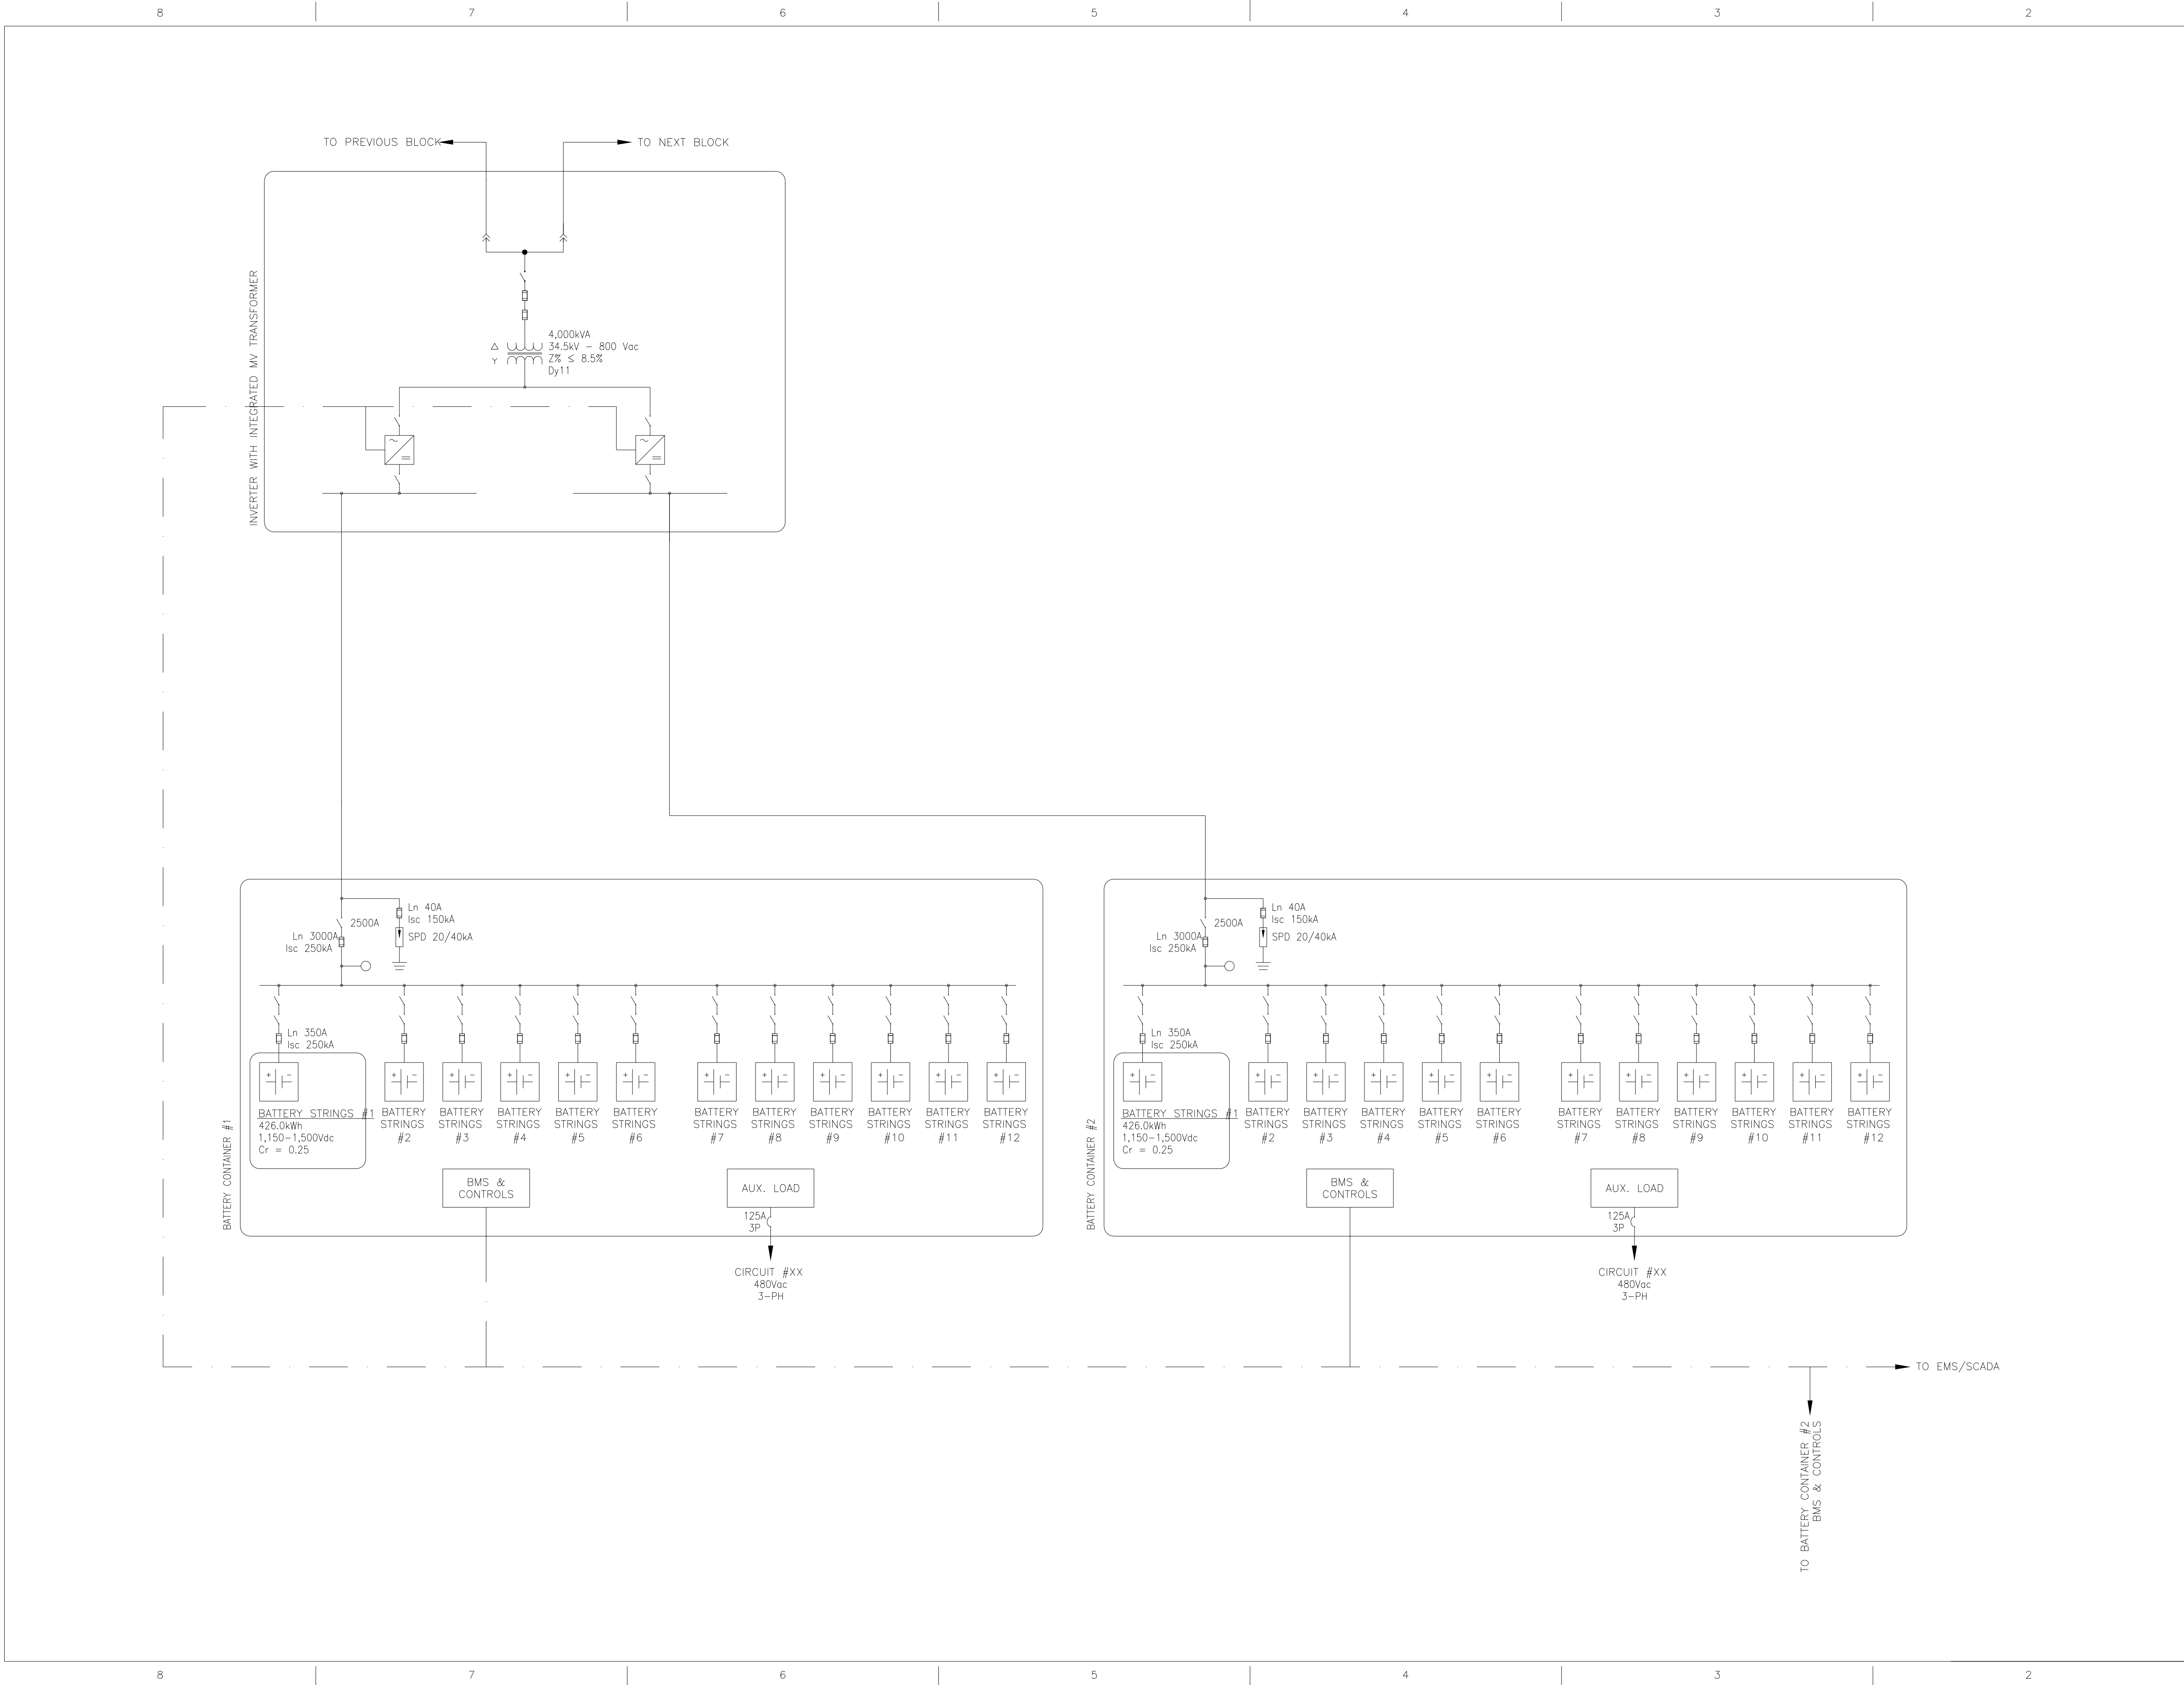 8 7 6 5 4 3 2
TO PREVIOUS BLOCK
TO NEXT BLOCK
INVERTER WITH INTEGRATED MV TRANSFORMER
4,000kVA
34.5kV - 800 Vac
Z% ≤ 8.5%
Dy11
BATTERY CONTAINER #1
Ln 40A
Isc 150kA
2500A
Ln 3000A
Isc 250kA
SPD 20/40kA
Ln 350A
Isc 250kA
+ -
+ -
+ -
+ -
+ -
+ -
+ -
+ -
+ -
+ -
+ -
+ -
BATTERY STRINGS #1
426.0kWh
1,150-1,500Vdc
Cr = 0.25
BATTERY
STRINGS
#2
BATTERY
STRINGS
#3
BATTERY
STRINGS
#4
BATTERY
STRINGS
#5
BATTERY
STRINGS
#6
BATTERY
STRINGS
#7
BATTERY
STRINGS
#8
BATTERY
STRINGS
#9
BATTERY
STRINGS
#10
BATTERY
STRINGS
#11
BATTERY
STRINGS
#12
BMS &
CONTROLS
AUX. LOAD
125A
3P
CIRCUIT #XX
480Vac
3-PH
BATTERY CONTAINER #2
Ln 40A
Isc 150kA
2500A
Ln 3000A
Isc 250kA
SPD 20/40kA
Ln 350A
Isc 250kA
+ -
+ -
+ -
+ -
+ -
+ -
+ -
+ -
+ -
+ -
+ -
+ -
BATTERY STRINGS #1
426.0kWh
1,150-1,500Vdc
Cr = 0.25
BATTERY
STRINGS
#2
BATTERY
STRINGS
#3
BATTERY
STRINGS
#4
BATTERY
STRINGS
#5
BATTERY
STRINGS
#6
BATTERY
STRINGS
#7
BATTERY
STRINGS
#8
BATTERY
STRINGS
#9
BATTERY
STRINGS
#10
BATTERY
STRINGS
#11
BATTERY
STRINGS
#12
BMS &
CONTROLS
AUX. LOAD
125A
3P
CIRCUIT #XX
480Vac
3-PH
TO EMS/SCADA
TO BATTERY CONTAINER #2
BMS & CONTROLS
8 7 6 5 4 3 2